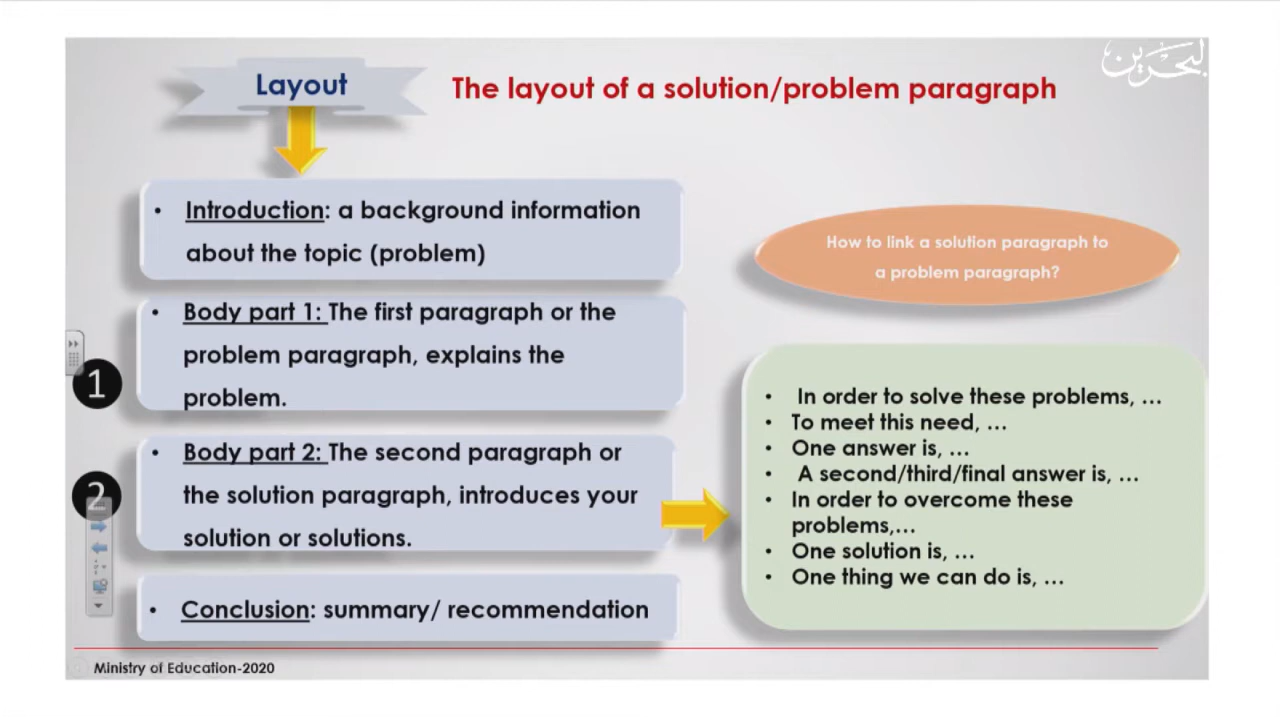 البحرين
Layout
The layout of a solution/problem paragraph
• Introduction: a background information
about the topic (problem)
1
• Body part 1: The first paragraph or the
problem paragraph, explains the
problem.
2
• Body part 2: The second paragraph or
the solution paragraph, introduces your
solution or solutions.
• Conclusion: summary/ recommendation
How to link a solution paragraph to
a problem paragraph?
• In order to solve these problems, …
• To meet this need, …
• One answer is, …
• A second/third/final answer is, …
• In order to overcome these
problems,…
• One solution is, …
• One thing we can do is, …
Ministry of Education-2020